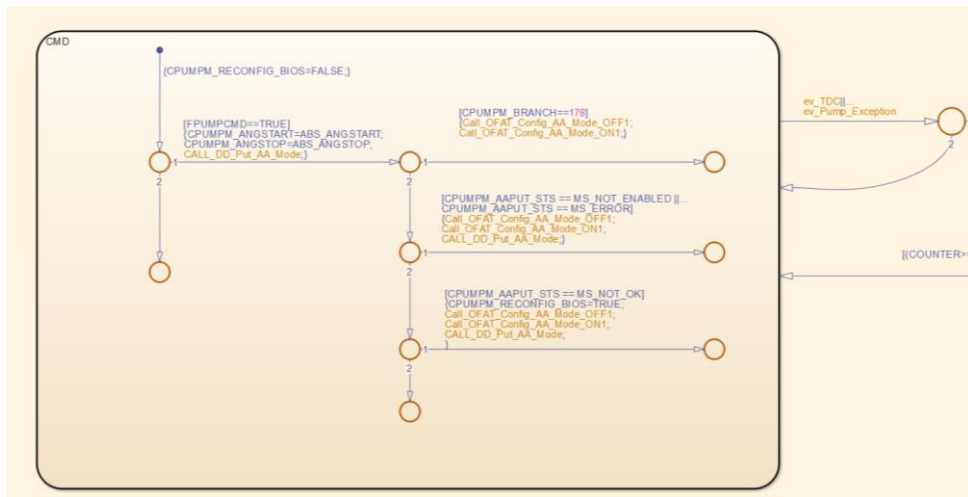 CMD
{CPUMPM_RECONFIG_BIOS=FALSE;}
[FPUMPCMD==TRUE]
{CPUMPM_ANGSTART=ABS_ANGSTART;
CPUMPM_ANGSTOP=ABS_ANGSTOP;
CALL_DD_Put_AA_Mode;}
1
2
[CPUMPM_BRANCH==178]
{Call_OFAT_Config_AA_Mode_OFF1;
Call_OFAT_Config_AA_Mode_ON1;}
1
2
[CPUMPM_AAPUT_STS == MS_NOT_ENABLED ||...
CPUMPM_AAPUT_STS == MS_ERROR]
{Call_OFAT_Config_AA_Mode_OFF1;
Call_OFAT_Config_AA_Mode_ON1;
CALL_DD_Put_AA_Mode;}
1
2
[CPUMPM_AAPUT_STS == MS_NOT_OK]
{CPUMPM_RECONFIG_BIOS=TRUE;
Call_OFAT_Config_AA_Mode_OFF1;
Call_OFAT_Config_AA_Mode_ON1;
CALL_DD_Put_AA_Mode;
}
1
2
ev_TDC||...
ev_Pump_Exception
2
[(COUNTER>